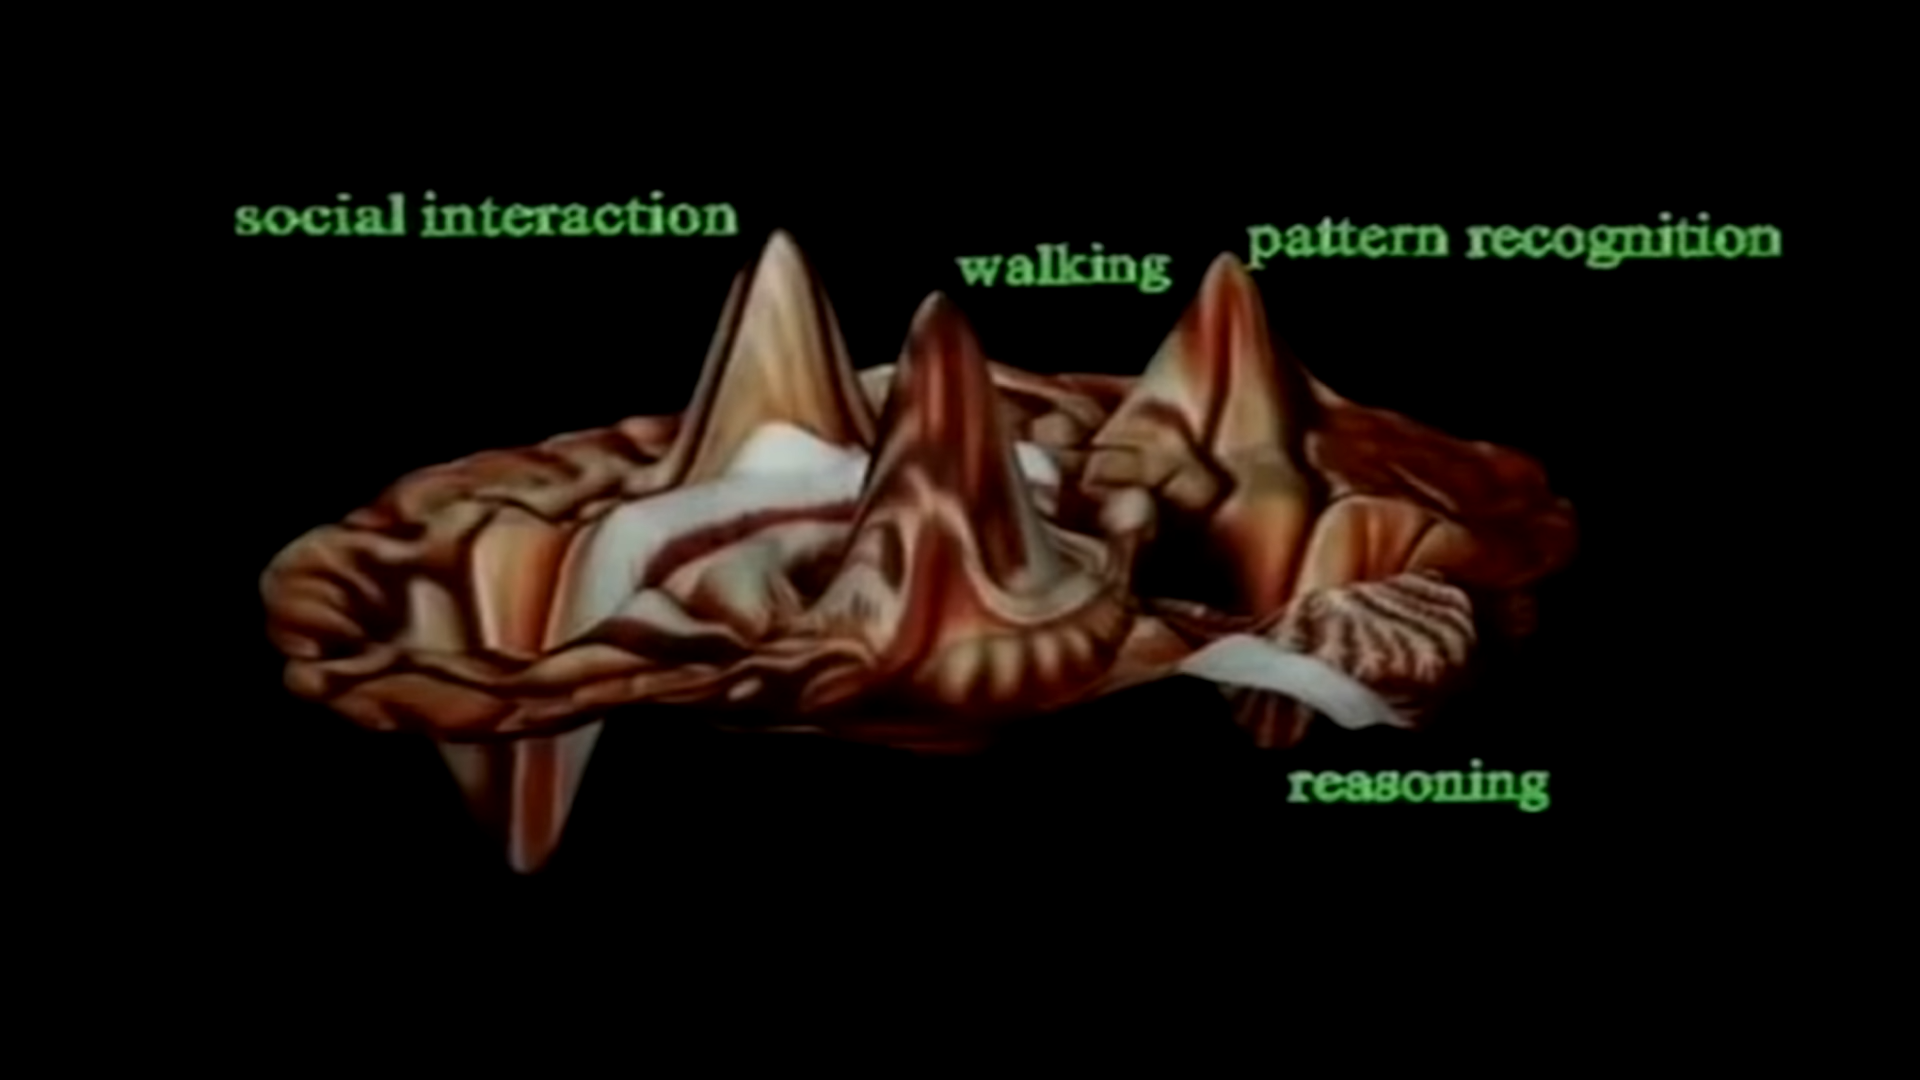 social interaction
walking
pattern recognition
reasoning